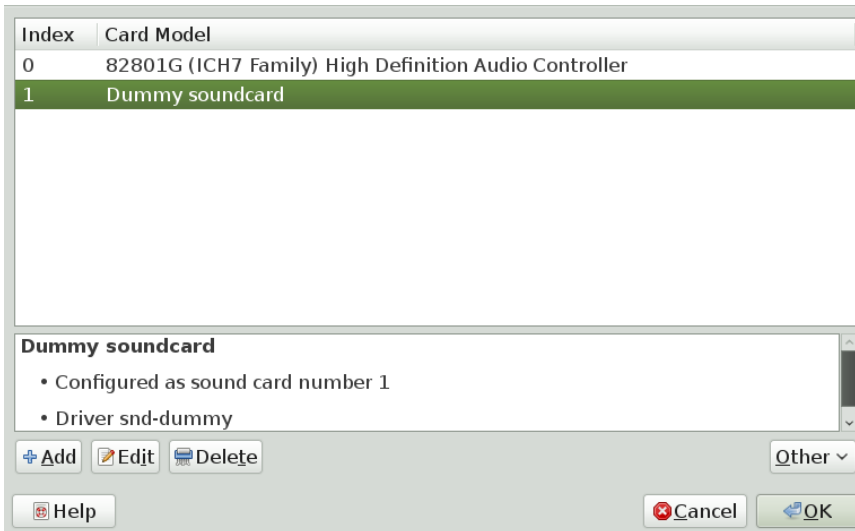 Index Card Model
0 82801G (ICH7 Family) High Definition Audio Controller
1 Dummy soundcard
Dummy soundcard
• Configured as sound card number 1
• Driver snd-dummy
Add Edit Delete Other
Help Cancel OK